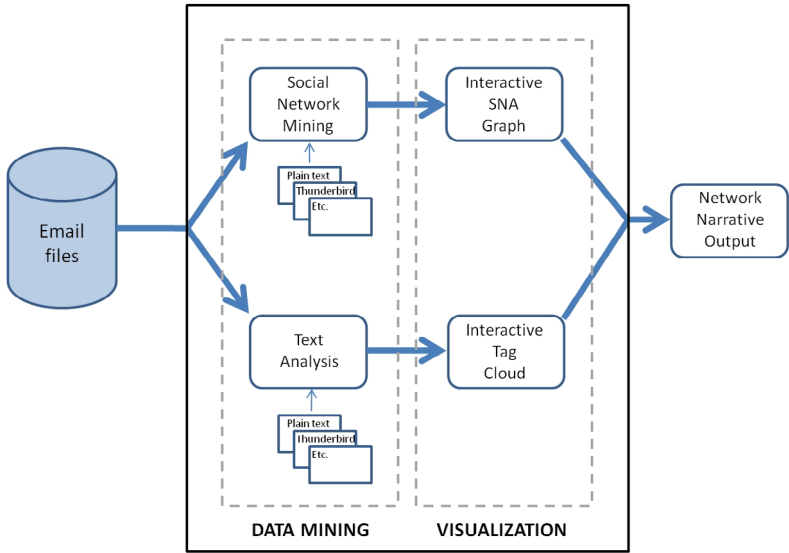 Email
files
Social
Network
Mining
Plain text
Thunderbird
Etc.
Text
Analysis
Plain text
Thunderbird
Etc.
DATA MINING
Interactive
SNA
Graph
Interactive
Tag
Cloud
VISUALIZATION
Network
Narrative
Output